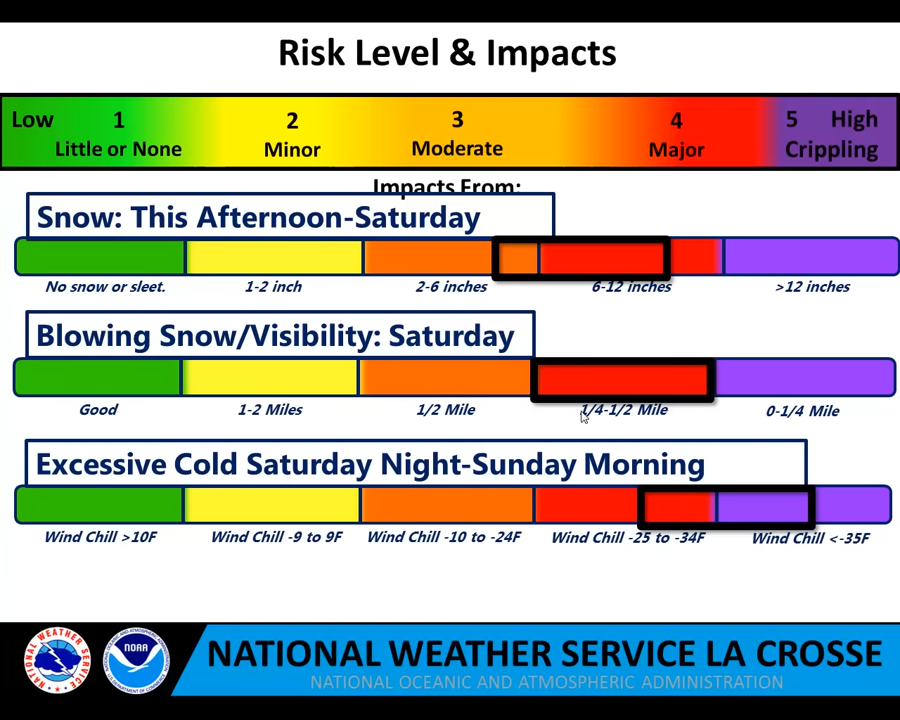 Risk Level & Impacts
Low 1 2 3 4 5 High
Little or None Minor Moderate Major Crippling
Impacts From:
Snow: This Afternoon-Saturday
No snow or sleet. 1-2 inch 2-6 inches 6-12 inches >12 inches
Blowing Snow/Visibility: Saturday
Good 1-2 Miles 1/2 Mile 1/4-1/2 Mile 0-1/4 Mile
Excessive Cold Saturday Night-Sunday Morning
Wind Chill >10F Wind Chill -9 to 9F Wind Chill -10 to -24F Wind Chill -25 to -34F Wind Chill <-35F
NATIONAL WEATHER SERVICE
NOAA
NATIONAL WEATHER SERVICE LA CROSSE
NATIONAL OCEANIC AND ATMOSPHERIC ADMINISTRATION